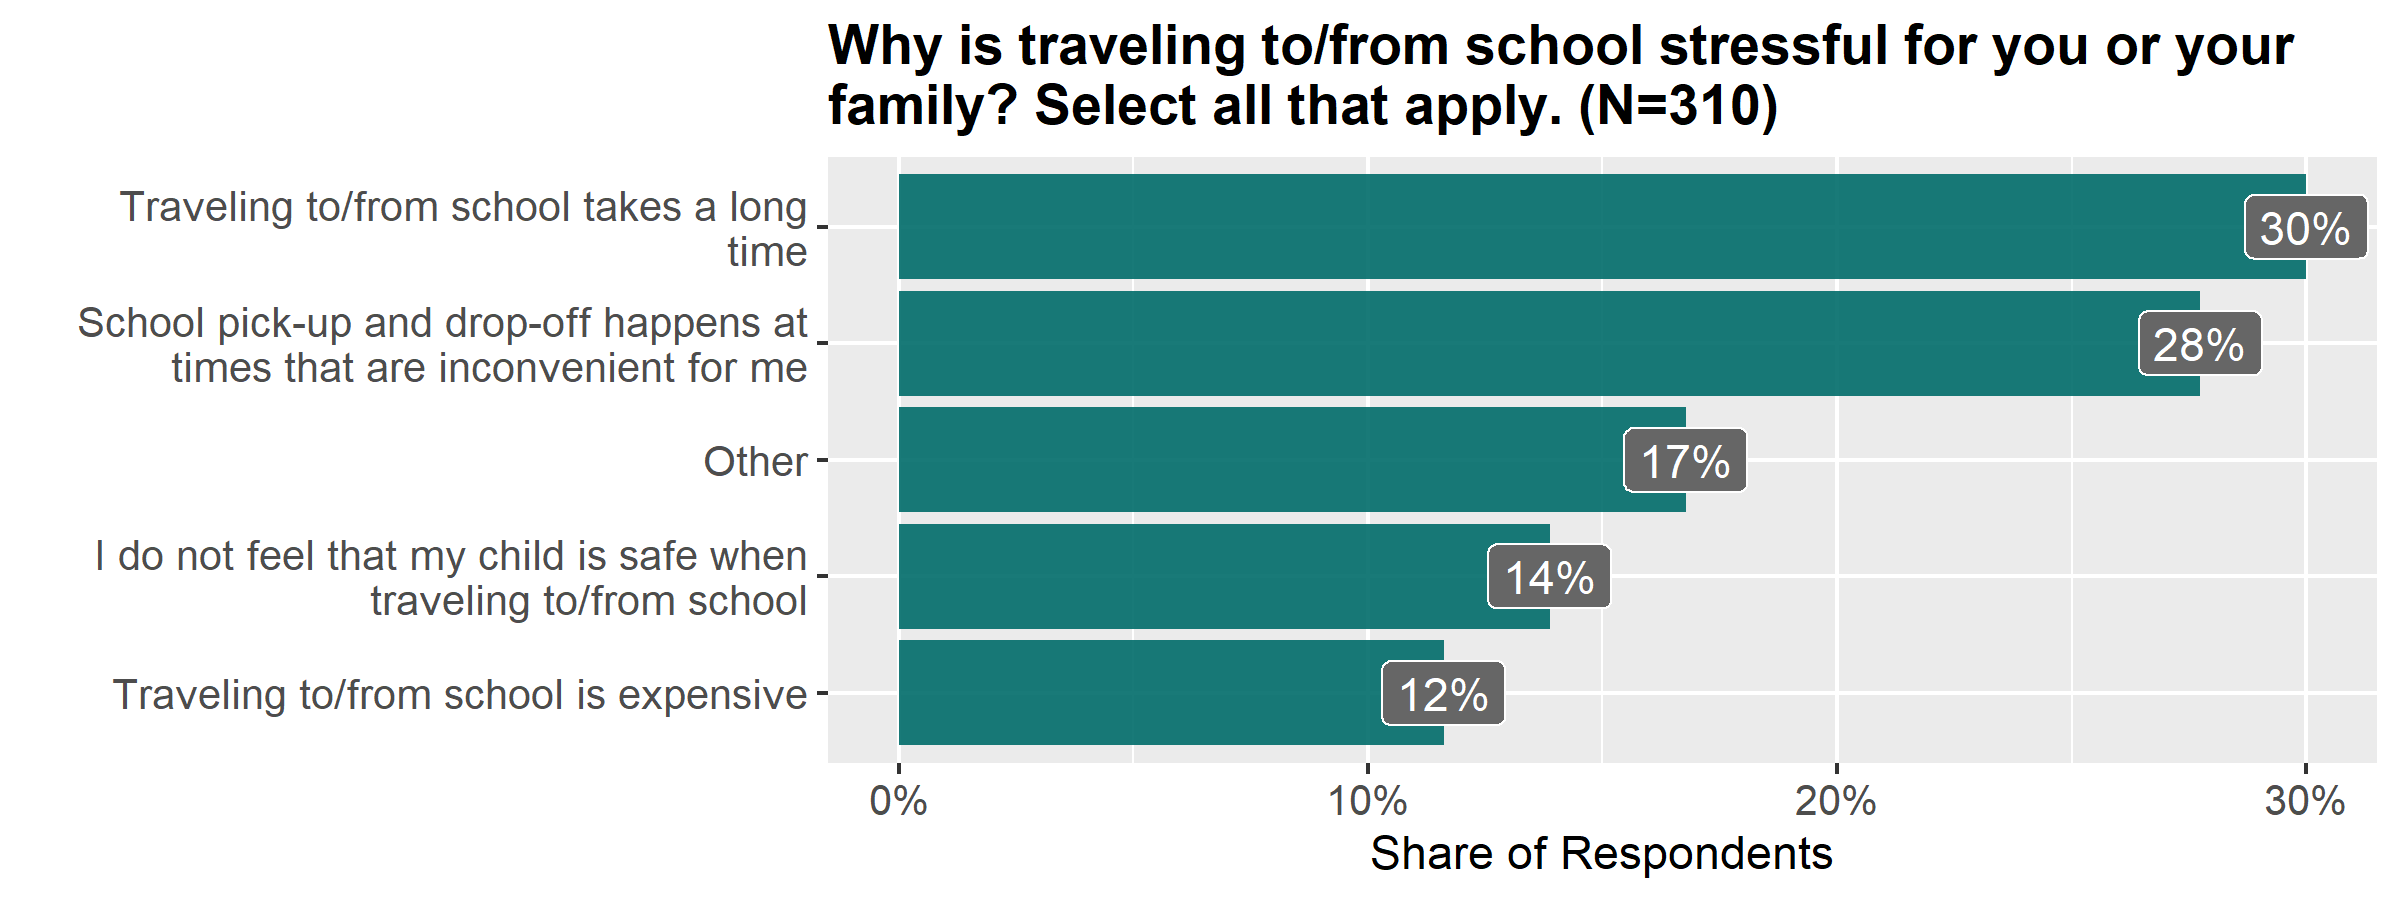 Why is traveling to/from school stressful for you or your
family? Select all that apply. (N=310)
Traveling to/from school takes a long
time
30%
School pick-up and drop-off happens at
times that are inconvenient for me
28%
Other
17%
I do not feel that my child is safe when
traveling to/from school
14%
Traveling to/from school is expensive
12%
0%
10%
20%
30%
Share of Respondents